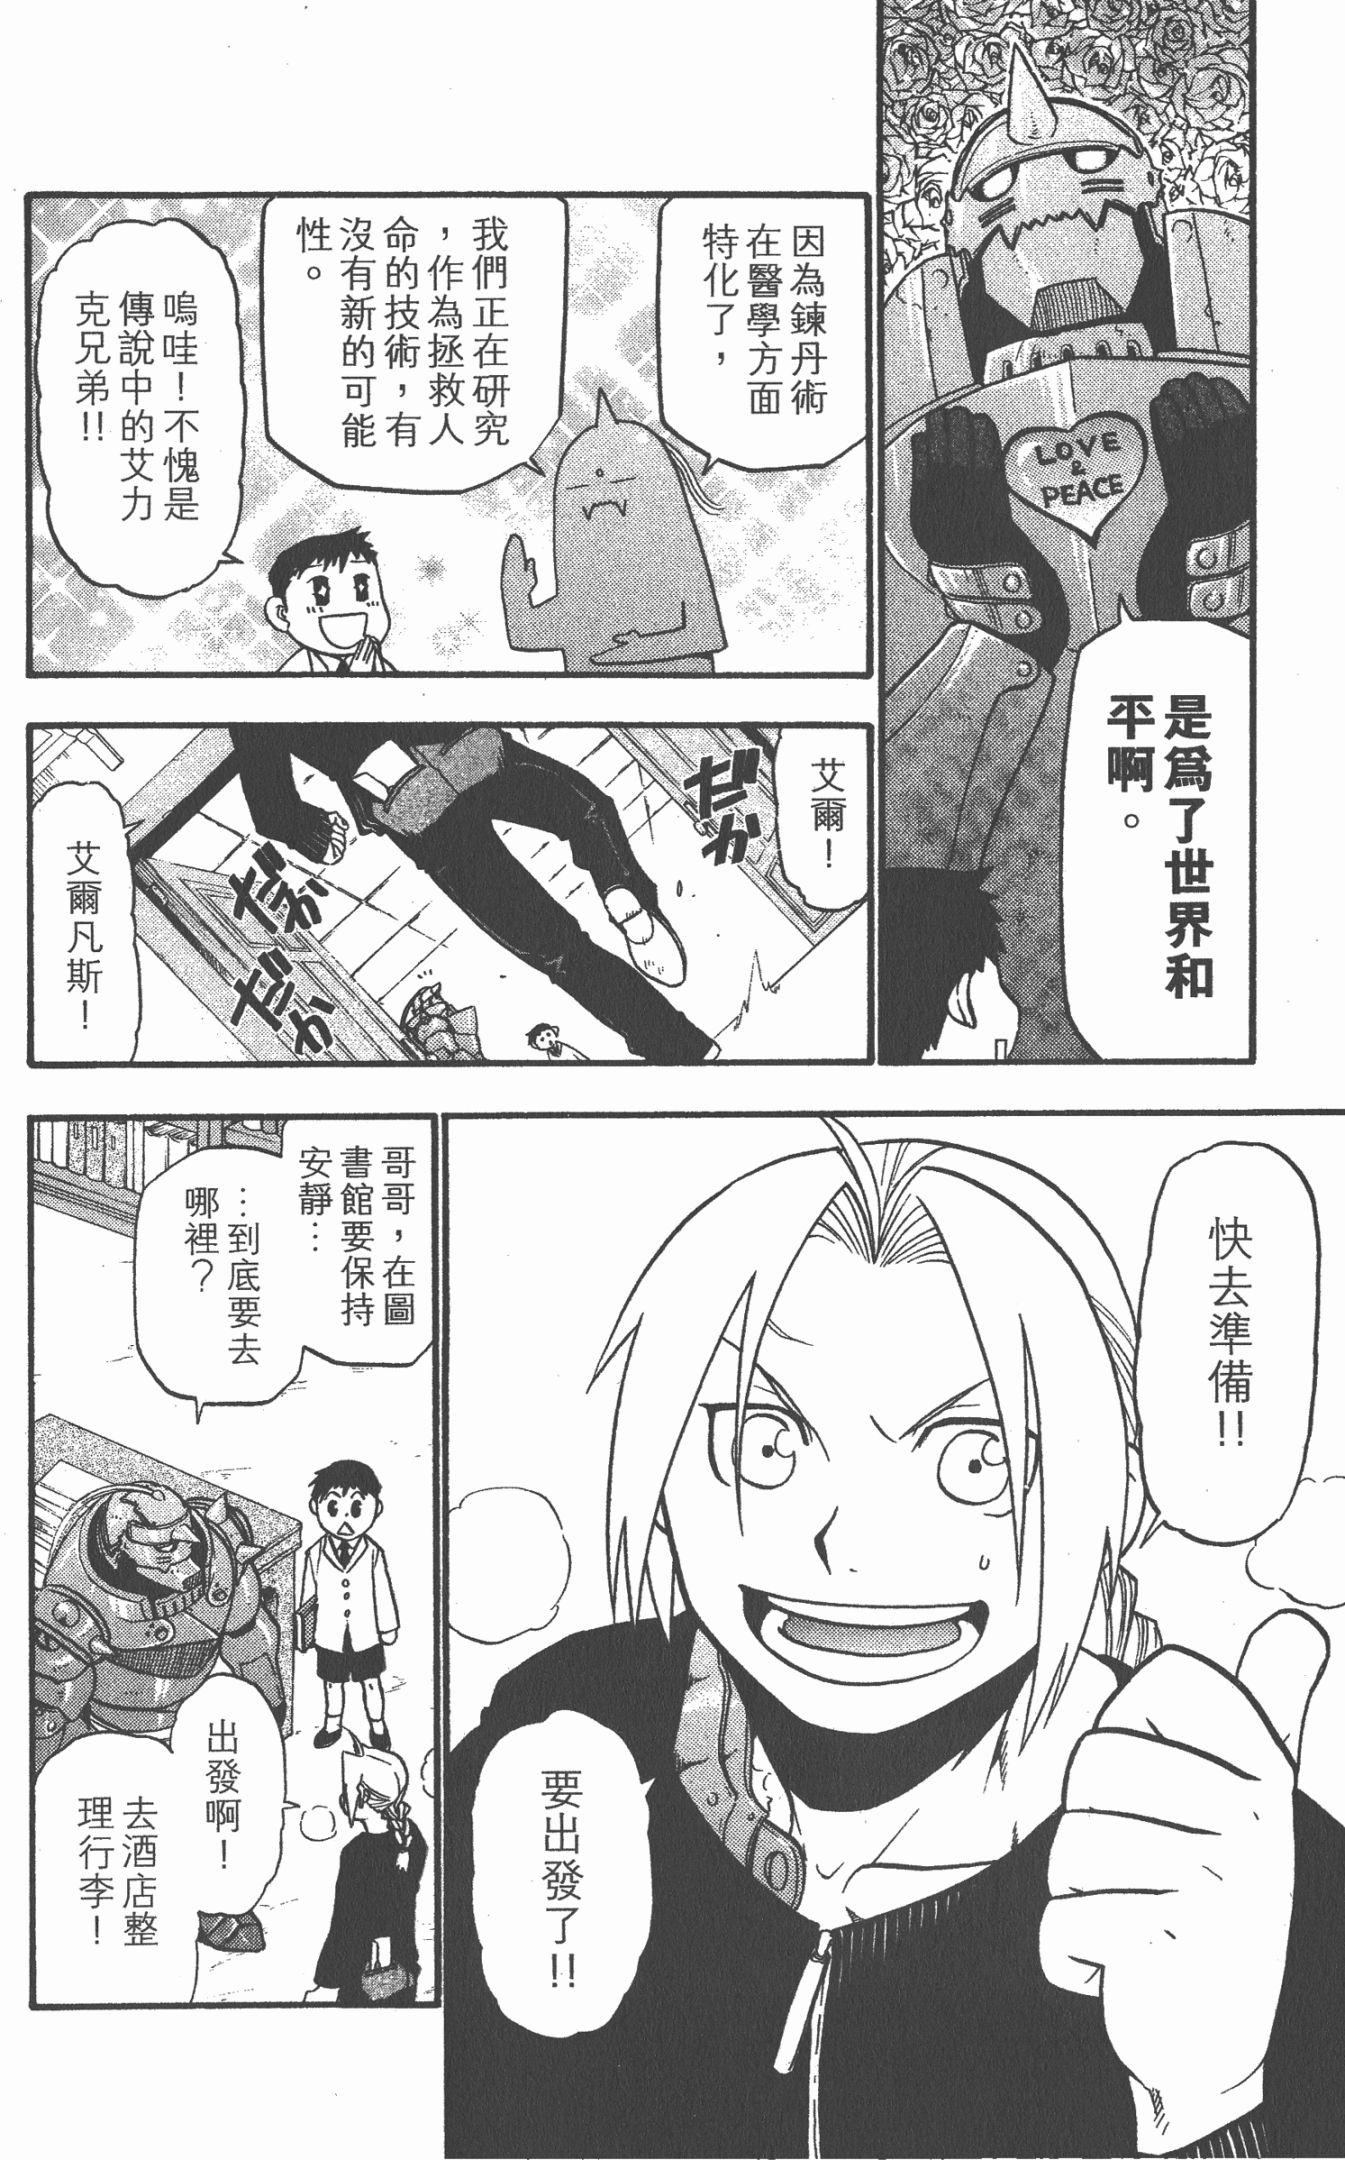 LOVE
&
PEACE
是為了世界和
平啊。
因為鍊丹術
在醫學方面
特化了，
我們正在研究
，作為拯救人
命的技術，有
沒有新的可能
性。
嗚哇！不愧是
傳說中的艾力
克兄弟!!
艾爾！
だか
だか
だか
艾爾凡斯！
快去準備!!
要出發了!!
哥哥，在圖
書館要保持
安靜…
…到底要去
哪裡？
出發啊！
去酒店整
理行李！